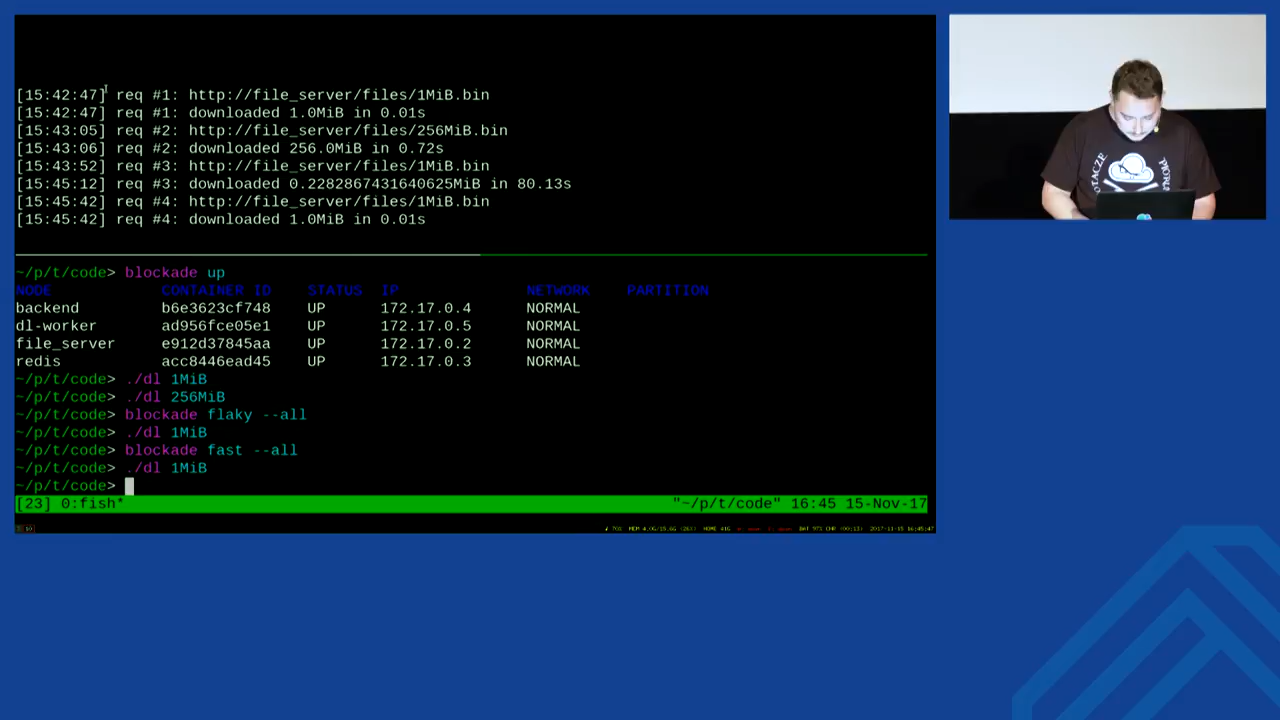 [15:42:47] req #1: http://file_server/files/1MiB.bin
[15:42:47] req #1: downloaded 1.0MiB in 0.01s
[15:43:05] req #2: http://file_server/files/256MiB.bin
[15:43:06] req #2: downloaded 256.0MiB in 0.72s
[15:43:52] req #3: http://file_server/files/1MiB.bin
[15:45:12] req #3: downloaded 0.2282867431640625MiB in 80.13s
[15:45:42] req #4: http://file_server/files/1MiB.bin
[15:45:42] req #4: downloaded 1.0MiB in 0.01s
~/p/t/code> blockade up
NODE CONTAINER ID STATUS IP NETWORK PARTITION
backend b6e3623cf748 UP 172.17.0.4 NORMAL
dl-worker ad956fce05e1 UP 172.17.0.5 NORMAL
file_server e912d37845aa UP 172.17.0.2 NORMAL
redis acc8446ead45 UP 172.17.0.3 NORMAL
~/p/t/code> ./dl 1MiB
~/p/t/code> ./dl 256MiB
~/p/t/code> blockade flaky --all
~/p/t/code> ./dl 1MiB
~/p/t/code> blockade fast --all
~/p/t/code> ./dl 1MiB
~/p/t/code>
[23] 0:fish* "~/p/t/code" 16:45 15-Nov-17
2017-11-15 16:45:47